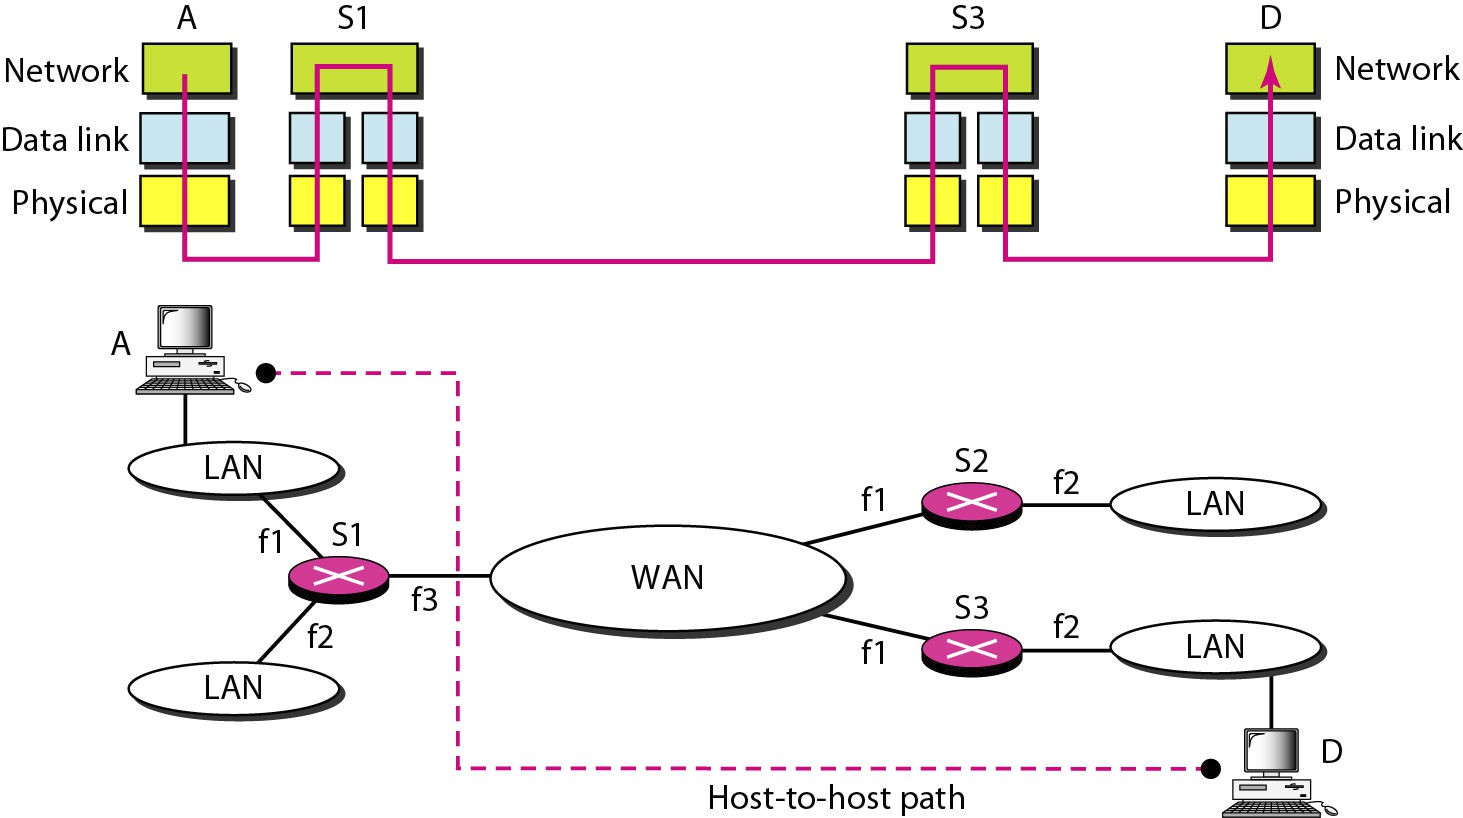 A
S1
S3
D
Network
Network
Data link
Data link
Physical
Physical
A
LAN
S2
f1
f2
LAN
f1
S1
WAN
f3
S3
f2
f2
LAN
f1
LAN
D
Host-to-host path